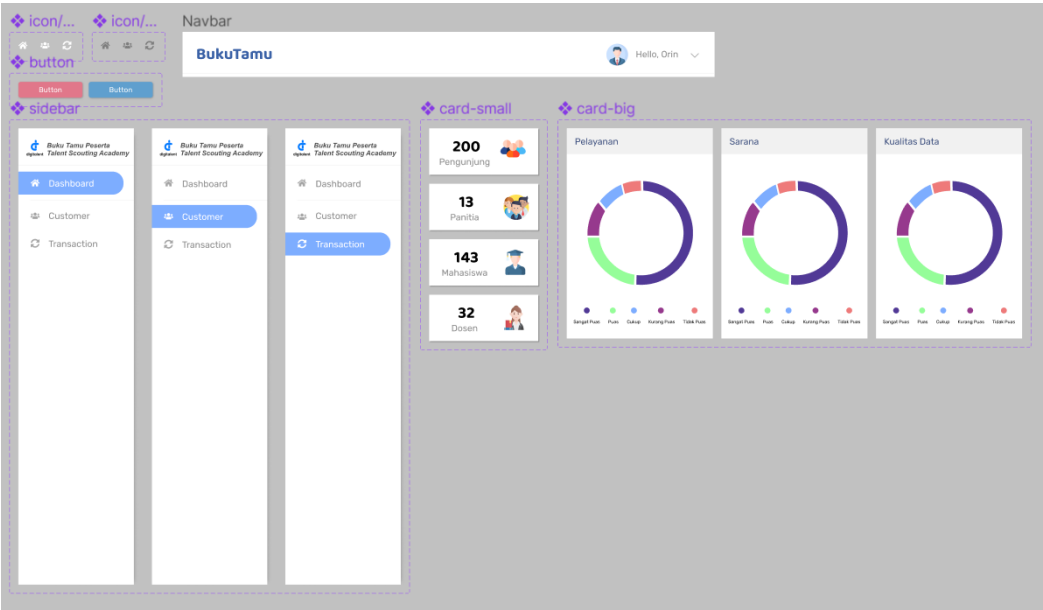 icon/...
icon/...
Navbar
BukuTamu
Hello, Orin
button
Button
Button
sidebar
digitalent
Buku Tamu Peserta
Talent Scouting Academy
Dashboard
Customer
Transaction
digitalent
Buku Tamu Peserta
Talent Scouting Academy
Dashboard
Customer
Transaction
digitalent
Buku Tamu Peserta
Talent Scouting Academy
Dashboard
Customer
Transaction
card-small
200
Pengunjung
13
Panitia
143
Mahasiswa
32
Dosen
card-big
Pelayanan
Sangat Puas Puas Cukup Kurang Puas Tidak Puas
Sarana
Sangat Puas Puas Cukup Kurang Puas Tidak Puas
Kualitas Data
Sangat Puas Puas Cukup Kurang Puas Tidak Puas